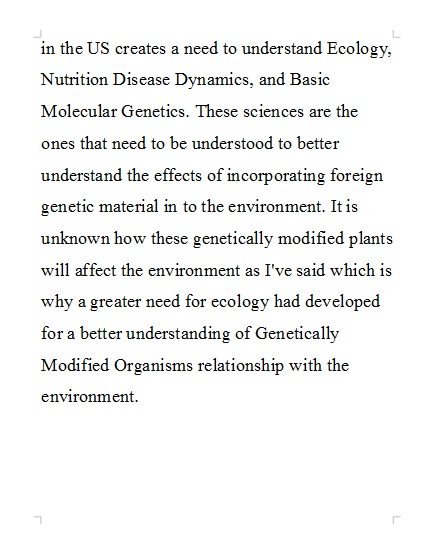 in the US creates a need to understand Ecology,
Nutrition Disease Dynamics, and Basic
Molecular Genetics. These sciences are the
ones that need to be understood to better
understand the effects of incorporating foreign
genetic material in to the environment. It is
unknown how these genetically modified plants
will affect the environment as I've said which is
why a greater need for ecology had developed
for a better understanding of Genetically
Modified Organisms relationship with the
environment.